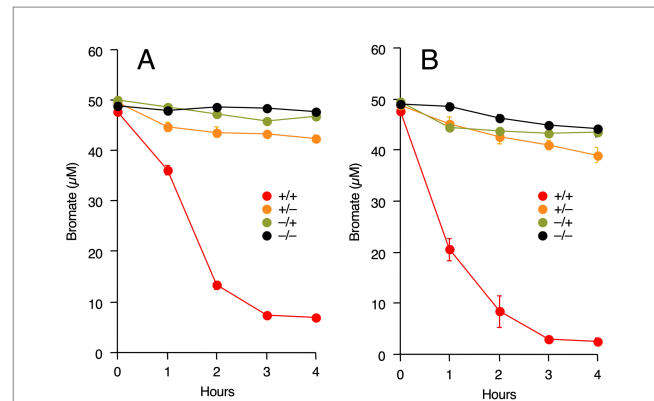 A
B
60
50
40
30
20
10
0
Bromate (µM)
0 1 2 3 4
Hours
+/+
+/–
–/+
–/–
60
50
40
30
20
10
0
Bromate (µM)
0 1 2 3 4
Hours
+/+
+/–
–/+
–/–